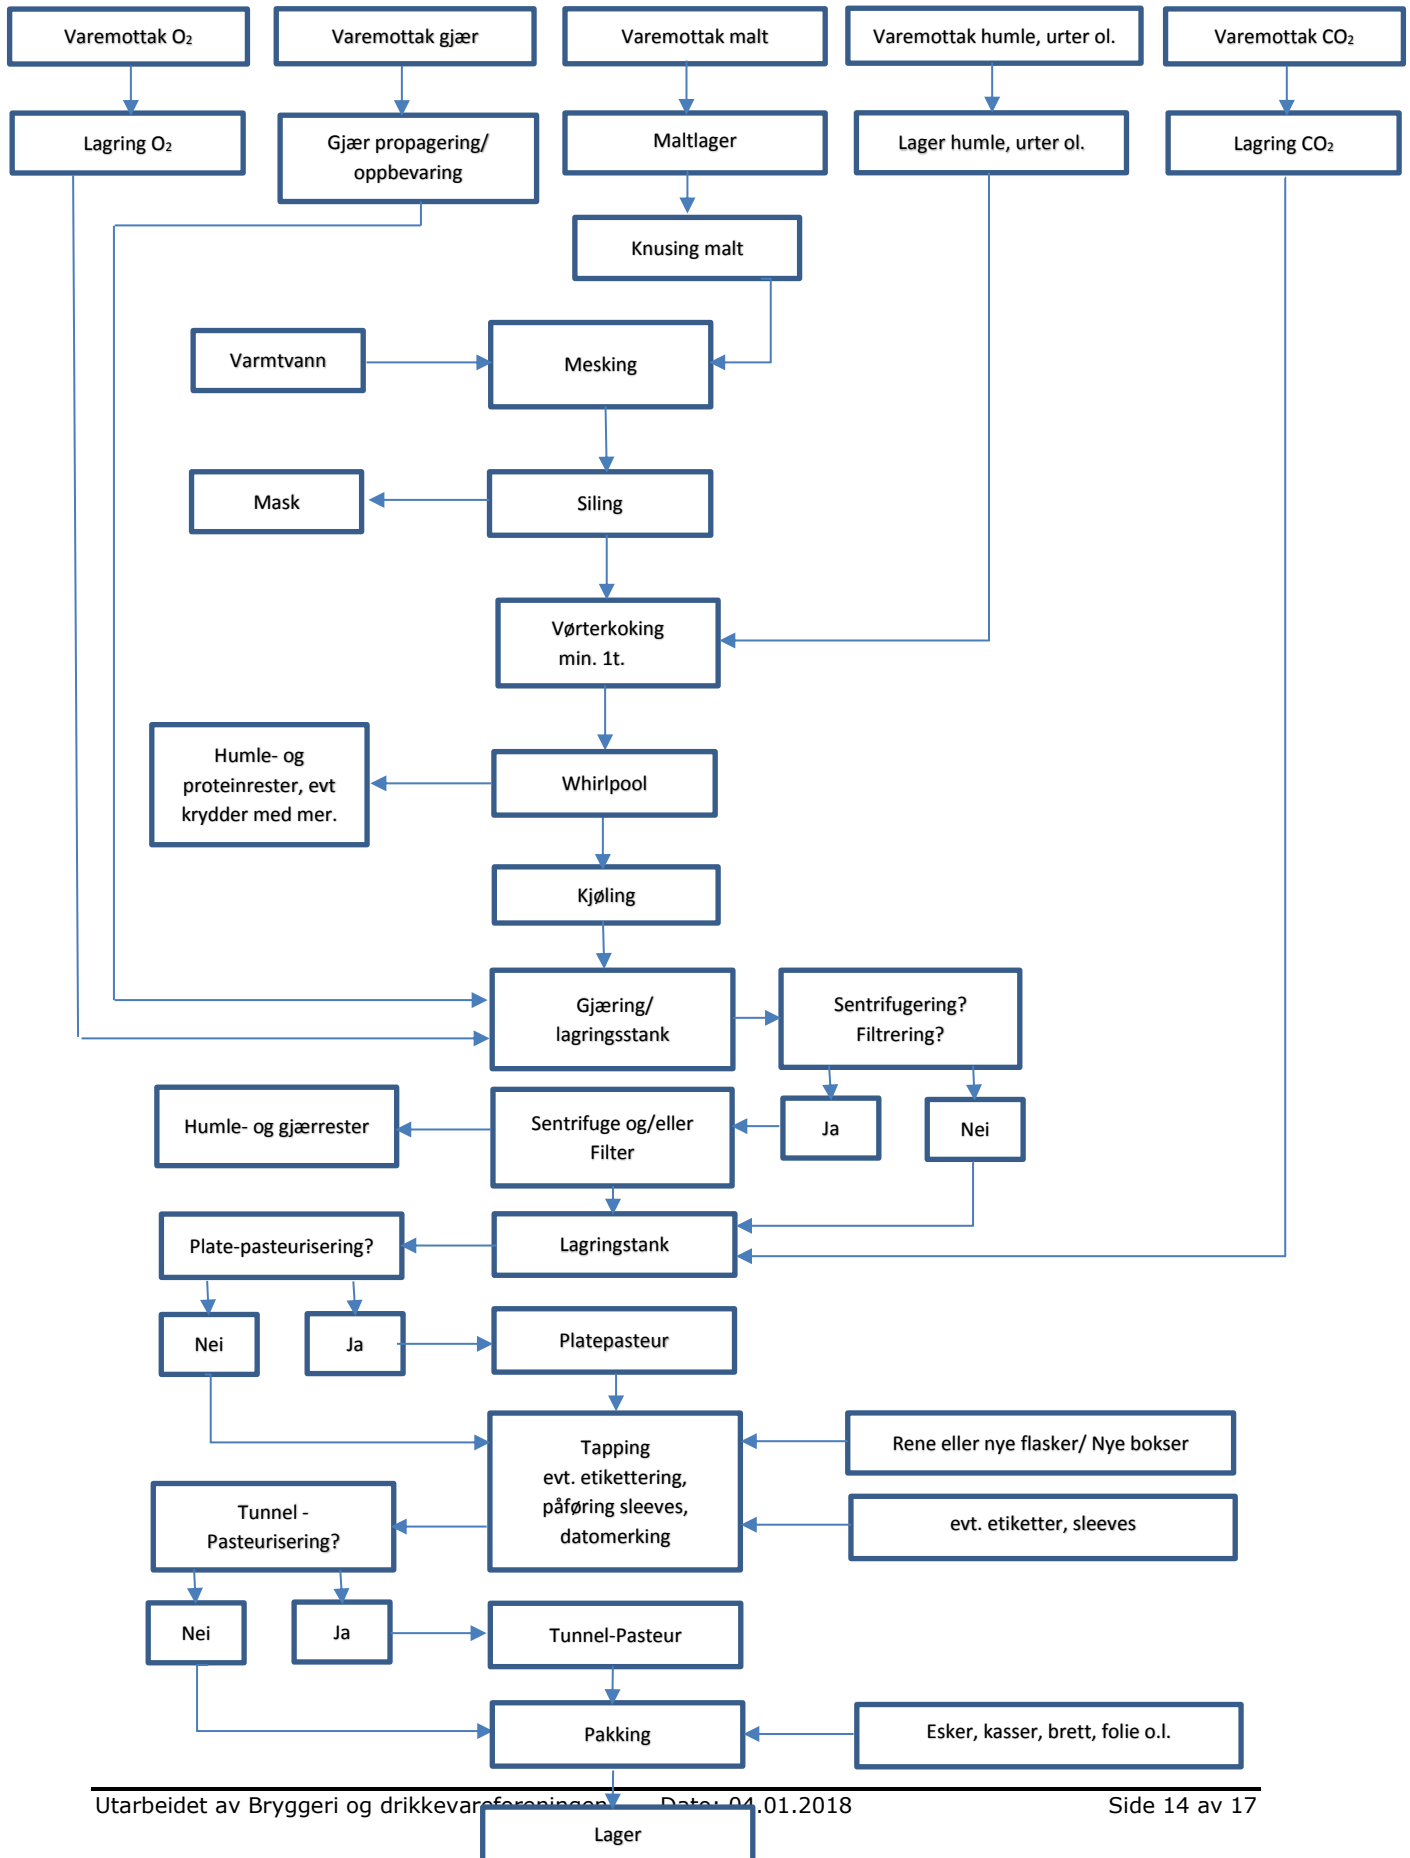 Varemottak O₂
Varemottak gjær
Varemottak malt
Varemottak humle, urter ol.
Varemottak CO₂
Lagring O₂
Gjær propagering/
oppbevaring
Maltlager
Lager humle, urter ol.
Lagring CO₂
Knusing malt
Varmtvann
Mesking
Mask
Siling
Vørterkoking
min. 1t.
Humle- og
proteinrester, evt
krydder med mer.
Whirlpool
Kjøling
Gjæring/
lagringsstank
Sentrifugering?
Filtrering?
Humle- og gjærrester
Sentrifuge og/eller
Filter
Ja
Nei
Plate-pasteurisering?
Lagringstank
Nei
Ja
Platepasteur
Tapping
evt. etikettering,
påføring sleeves,
datomerking
Rene eller nye flasker/ Nye bokser
evt. etiketter, sleeves
Tunnel -
Pasteurisering?
Nei
Ja
Tunnel-Pasteur
Pakking
Esker, kasser, brett, folie o.l.
Utarbeidet av Bryggeri og drikkevareforeningen Dato: 04.01.2018 Side 14 av 17
Lager